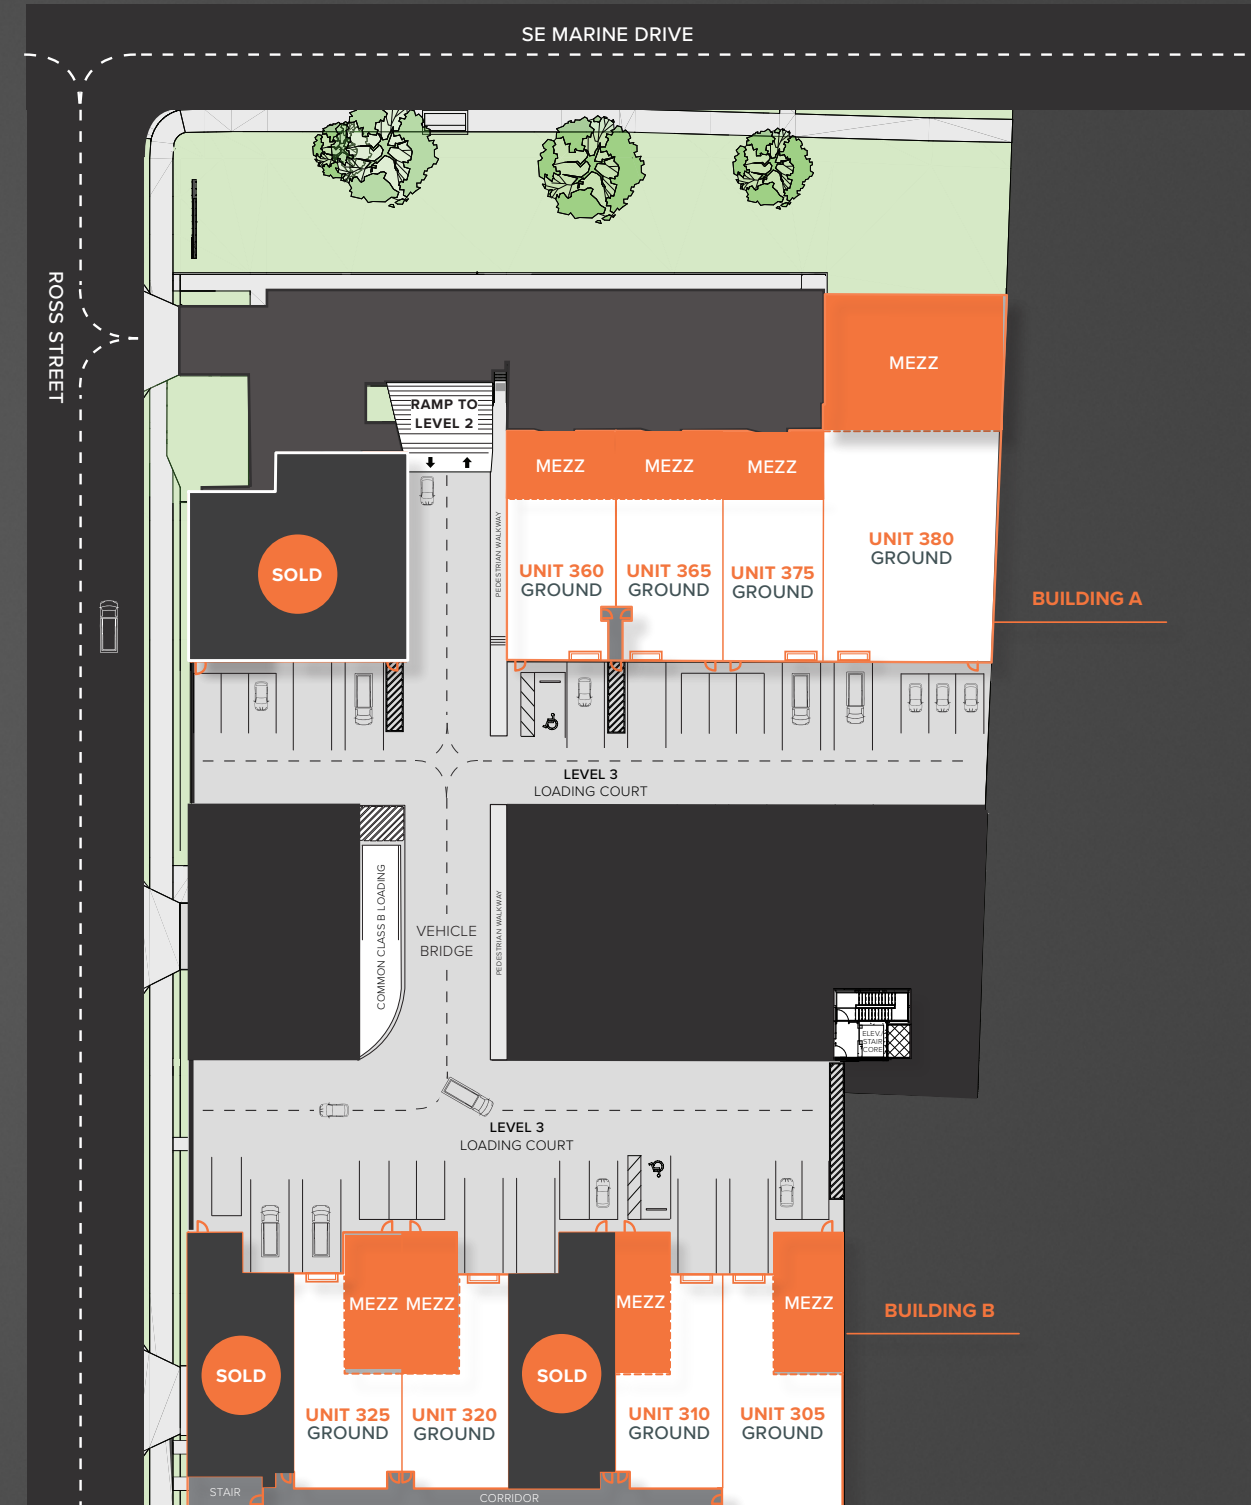 SE MARINE DRIVE
ROSS STREET
MEZZ
RAMP TO
LEVEL 2
MEZZ
MEZZ
MEZZ
PEDESTRIAN WALKWAY
UNIT 380
GROUND
SOLD
UNIT 360
GROUND
UNIT 365
GROUND
UNIT 375
GROUND
BUILDING A
LEVEL 3
LOADING COURT
COMMON CLASS B LOADING
VEHICLE
BRIDGE
PEDESTRIAN WALKWAY
ELEV./
STAIR
CORE
LEVEL 3
LOADING COURT
MEZZ
MEZZ
MEZZ
MEZZ
BUILDING B
SOLD
SOLD
UNIT 325
GROUND
UNIT 320
GROUND
UNIT 310
GROUND
UNIT 305
GROUND
STAIR
CORRIDOR